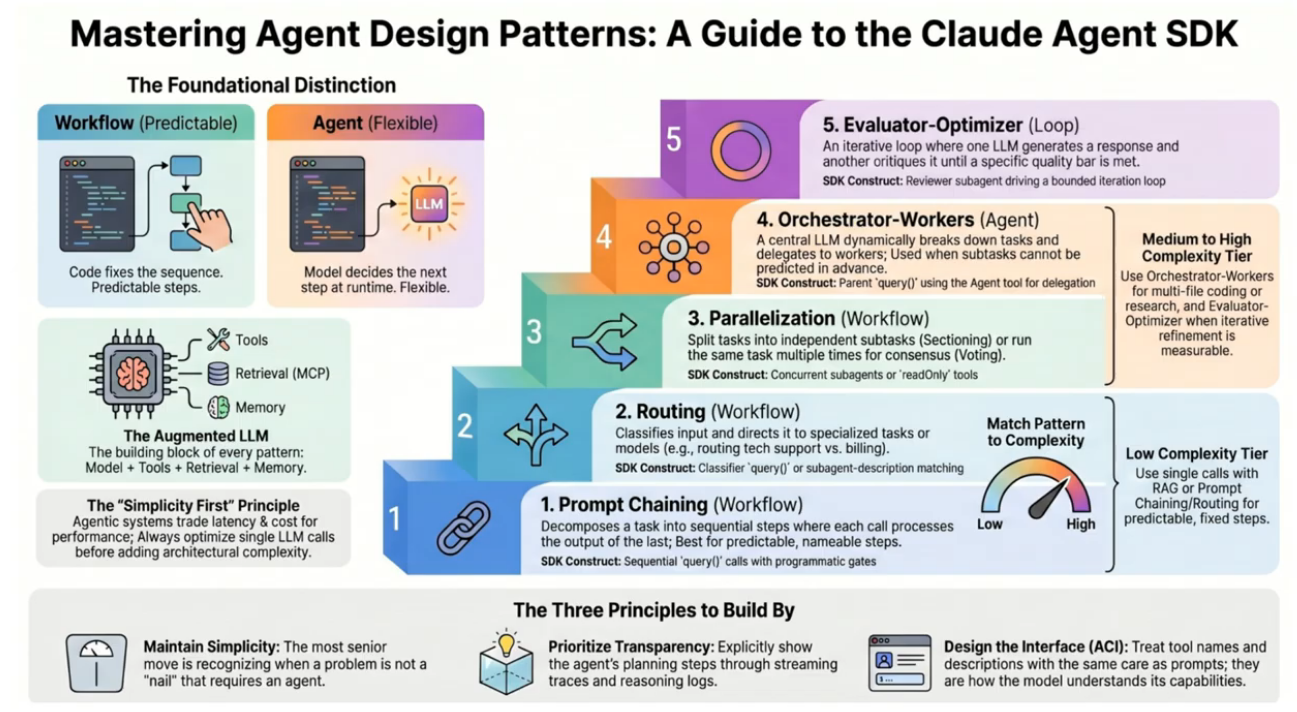 Mastering Agent Design Patterns: A Guide to the Claude Agent SDK
The Foundational Distinction
Workflow (Predictable)
Code fixes the sequence.
Predictable steps.
Agent (Flexible)
LLM
Model decides the next
step at runtime. Flexible.
Tools
Retrieval (MCP)
Memory
The Augmented LLM
The building block of every pattern:
Model + Tools + Retrieval + Memory.
The "Simplicity First" Principle
Agentic systems trade latency & cost for
performance; Always optimize single LLM calls
before adding architectural complexity.
5
5. Evaluator-Optimizer (Loop)
An iterative loop where one LLM generates a response and
another critiques it until a specific quality bar is met.
SDK Construct: Reviewer subagent driving a bounded iteration loop
4
4. Orchestrator-Workers (Agent)
A central LLM dynamically breaks down tasks and
delegates to workers; Used when subtasks cannot be
predicted in advance.
SDK Construct: Parent 'query()' using the Agent tool for delegation
3
3. Parallelization (Workflow)
Split tasks into independent subtasks (Sectioning) or run
the same task multiple times for consensus (Voting).
SDK Construct: Concurrent subagents or 'readOnly' tools
Medium to High
Complexity Tier
Use Orchestrator-Workers
for multi-file coding or
research, and Evaluator-
Optimizer when iterative
refinement is
measurable.
2
2. Routing (Workflow)
Classifies input and directs it to specialized tasks or
models (e.g., routing tech support vs. billing).
SDK Construct: Classifier 'query()' or subagent-description matching
1
1. Prompt Chaining (Workflow)
Decomposes a task into sequential steps where each call processes
the output of the last; Best for predictable, nameable steps.
SDK Construct: Sequential 'query()' calls with programmatic gates
Match Pattern
to Complexity
Low
High
Low Complexity Tier
Use single calls with
RAG or Prompt
Chaining/Routing for
predictable, fixed steps.
The Three Principles to Build By
Maintain Simplicity: The most senior
move is recognizing when a problem is not a
"nail" that requires an agent.
Prioritize Transparency: Explicitly show
the agent's planning steps through streaming
traces and reasoning logs.
Design the Interface (ACI): Treat tool names and
descriptions with the same care as prompts; they
are how the model understands its capabilities.